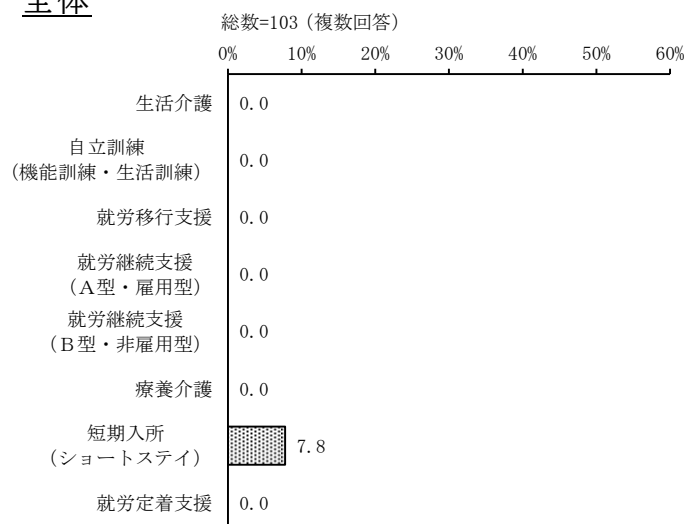 全体
総数=103（複数回答）
0% 10% 20% 30% 40% 50% 60%
生活介護 0.0
自立訓練
（機能訓練・生活訓練） 0.0
就労移行支援 0.0
就労継続支援
（A型・雇用型） 0.0
就労継続支援
（B型・非雇用型） 0.0
療養介護 0.0
短期入所
（ショートステイ） 7.8
就労定着支援 0.0